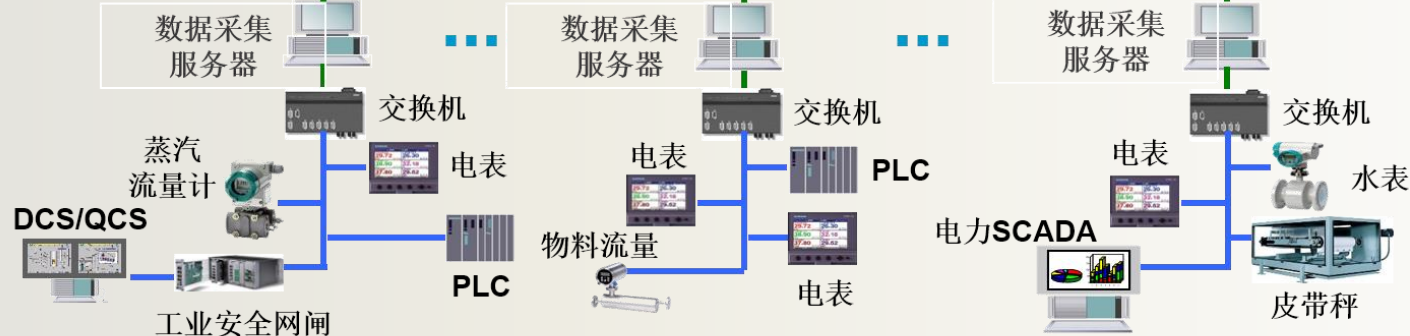 数据采集
服务器
数据采集
服务器
数据采集
服务器
交换机
交换机
交换机
蒸汽
流量计
电表
电表
PLC
电表
水表
DCS/QCS
PLC
物料流量
电表
电力SCADA
皮带秤
工业安全网闸